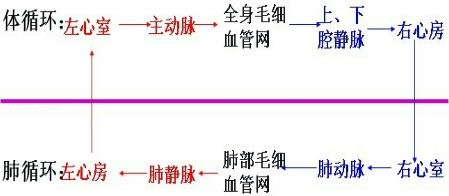 体循环:左心室 主动脉 全身毛细血管网 上、下腔静脉 右心房
肺循环:左心房 肺静脉 肺部毛细血管网 肺动脉 右心室